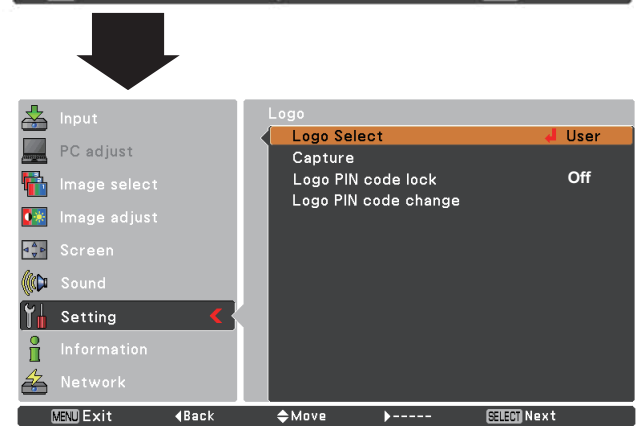 Input
PC adjust
Image select
Image adjust
Screen
Sound
Setting
Information
Network
Logo
Logo Select User
Capture
Logo PIN code lock Off
Logo PIN code change
MENU Exit Back Move ----- SELECT Next